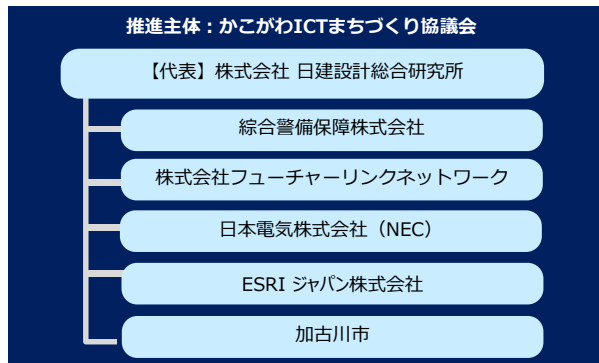 推進主体：かこがわICTまちづくり協議会
【代表】株式会社 日建設計総合研究所
綜合警備保障株式会社
株式会社フューチャーリンクネットワーク
日本電気株式会社（NEC）
ESRI ジャパン株式会社
加古川市